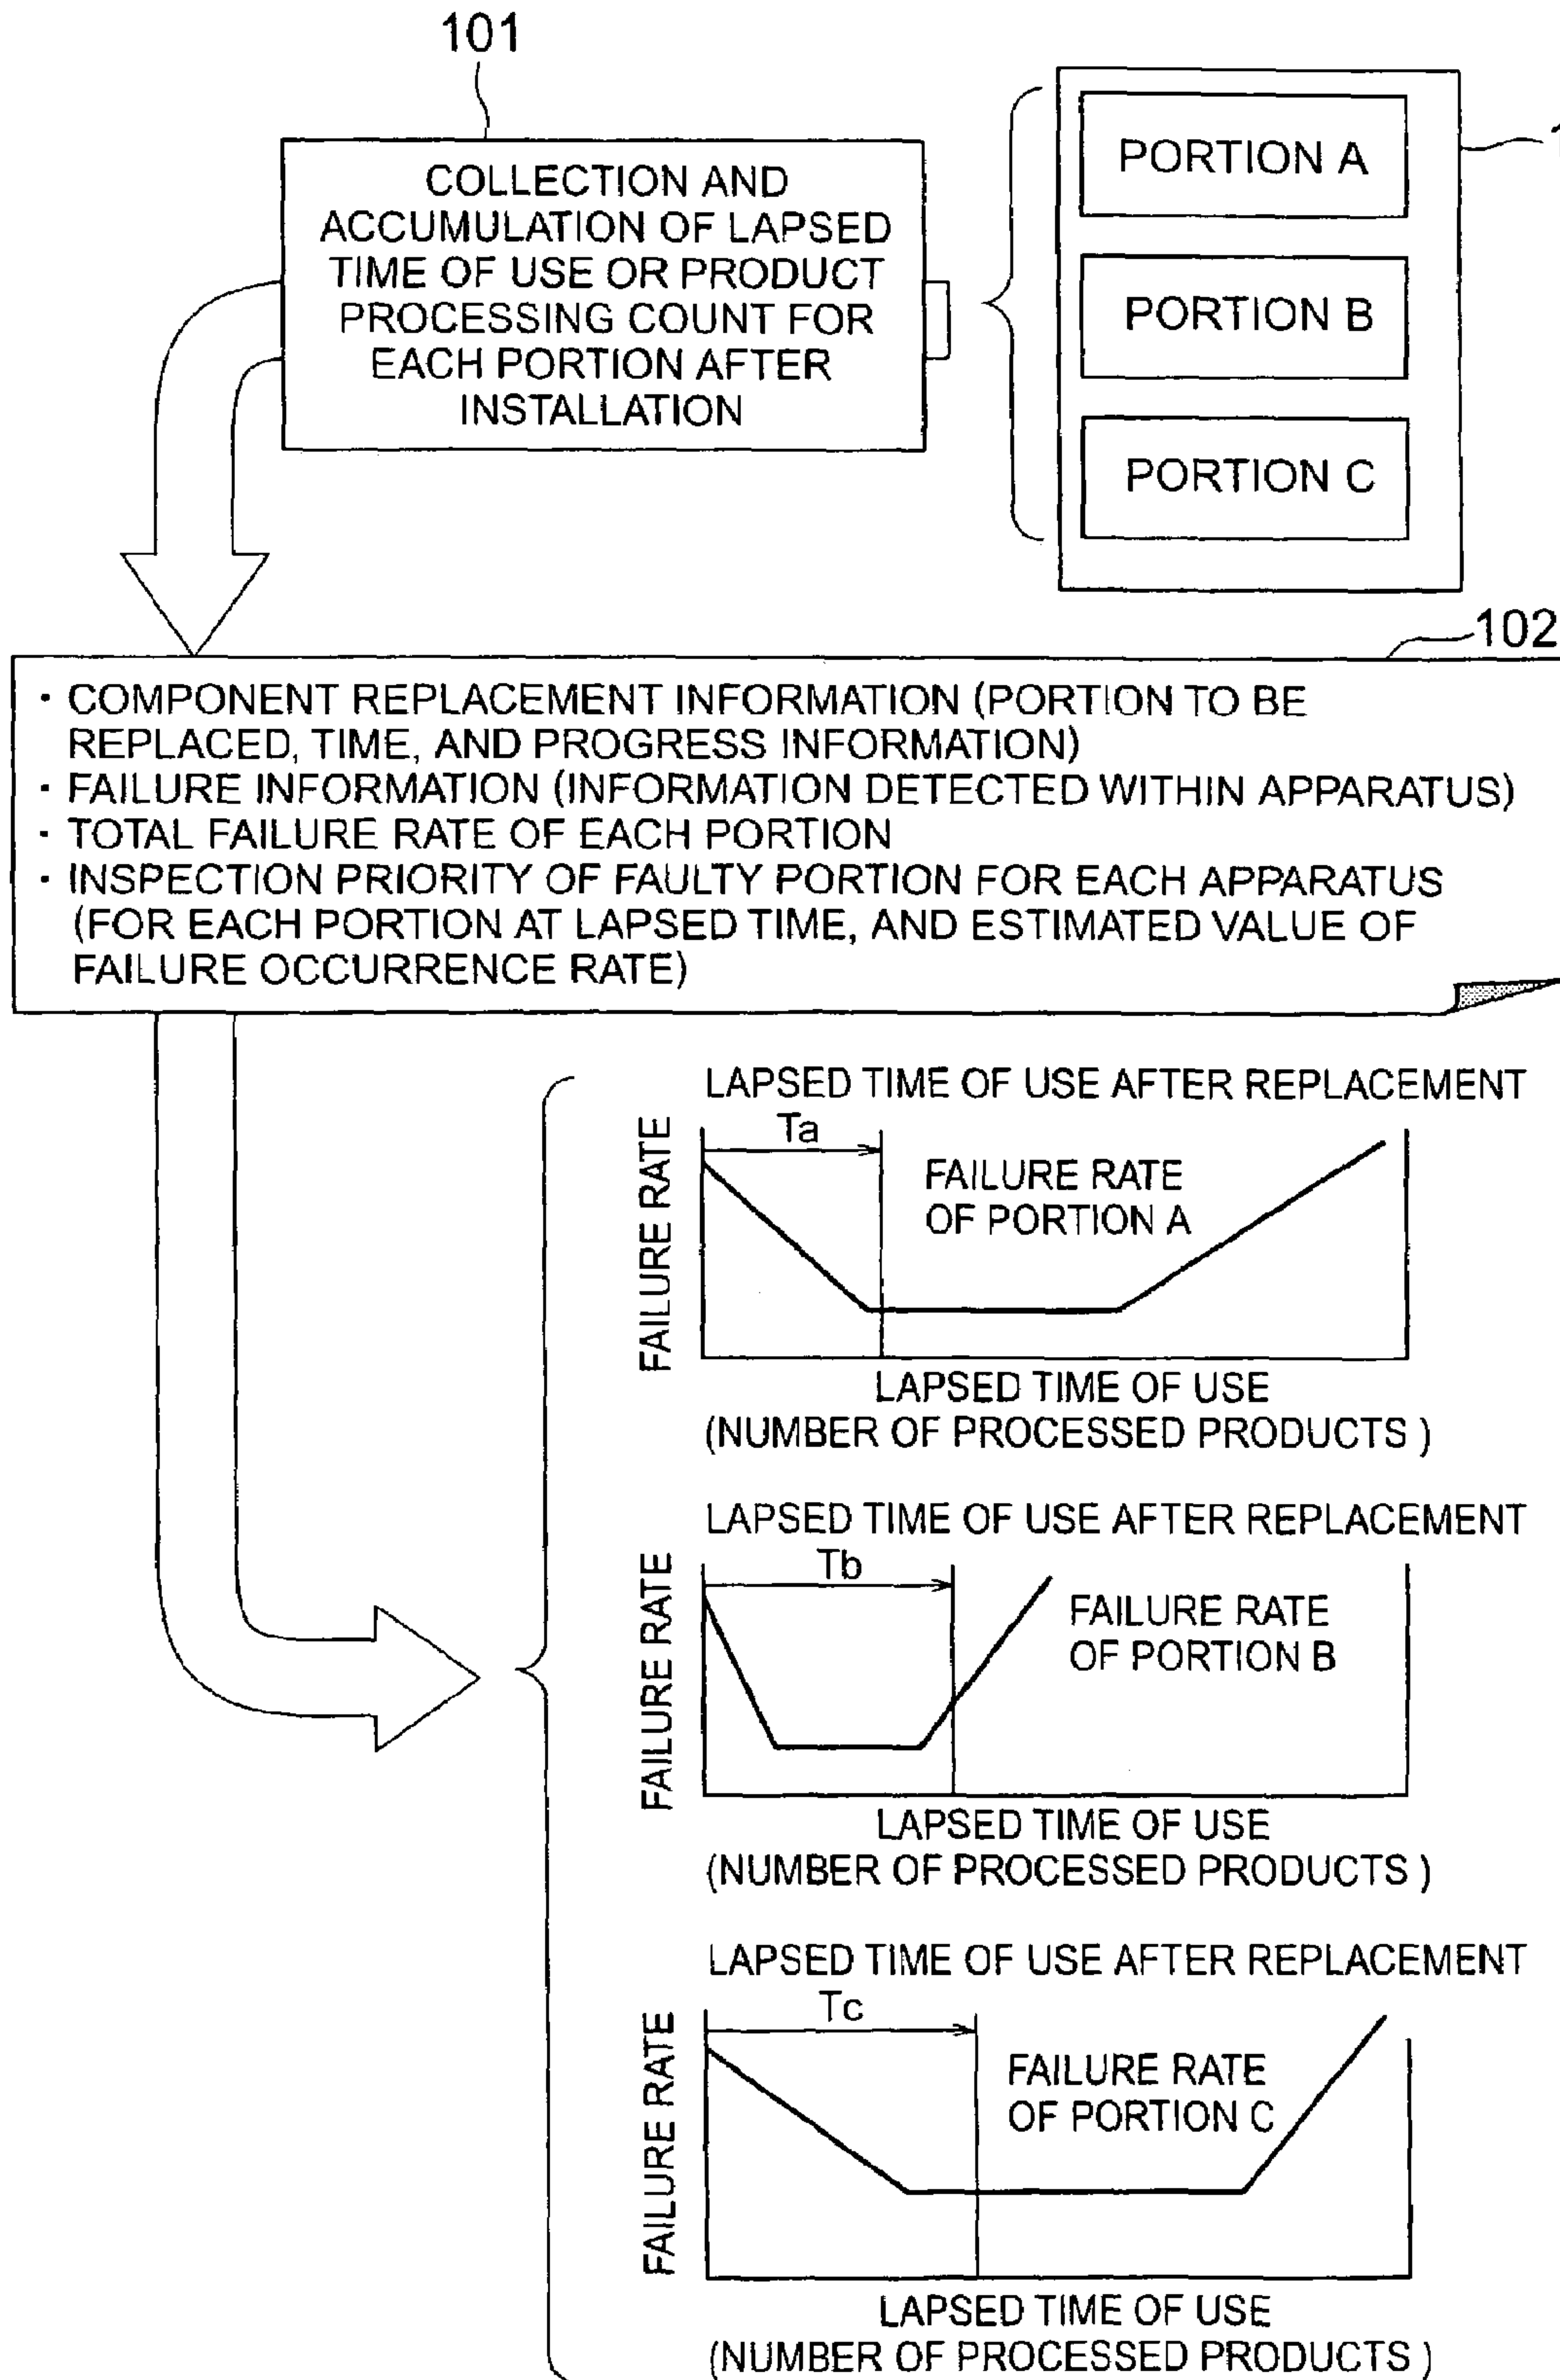 101
COLLECTION AND
ACCUMULATION OF LAPSED
TIME OF USE OR PRODUCT
PROCESSING COUNT FOR
EACH PORTION AFTER
INSTALLATION
PORTION A
PORTION B
PORTION C
102
· COMPONENT REPLACEMENT INFORMATION (PORTION TO BE
REPLACED, TIME, AND PROGRESS INFORMATION)
· FAILURE INFORMATION (INFORMATION DETECTED WITHIN APPARATUS)
· TOTAL FAILURE RATE OF EACH PORTION
· INSPECTION PRIORITY OF FAULTY PORTION FOR EACH APPARATUS
(FOR EACH PORTION AT LAPSED TIME, AND ESTIMATED VALUE OF
FAILURE OCCURRENCE RATE)
LAPSED TIME OF USE AFTER REPLACEMENT
Ta
FAILURE RATE
FAILURE RATE
OF PORTION A
LAPSED TIME OF USE
(NUMBER OF PROCESSED PRODUCTS )
LAPSED TIME OF USE AFTER REPLACEMENT
Tb
FAILURE RATE
FAILURE RATE
OF PORTION B
LAPSED TIME OF USE
(NUMBER OF PROCESSED PRODUCTS )
LAPSED TIME OF USE AFTER REPLACEMENT
Tc
FAILURE RATE
FAILURE RATE
OF PORTION C
LAPSED TIME OF USE
(NUMBER OF PROCESSED PRODUCTS )